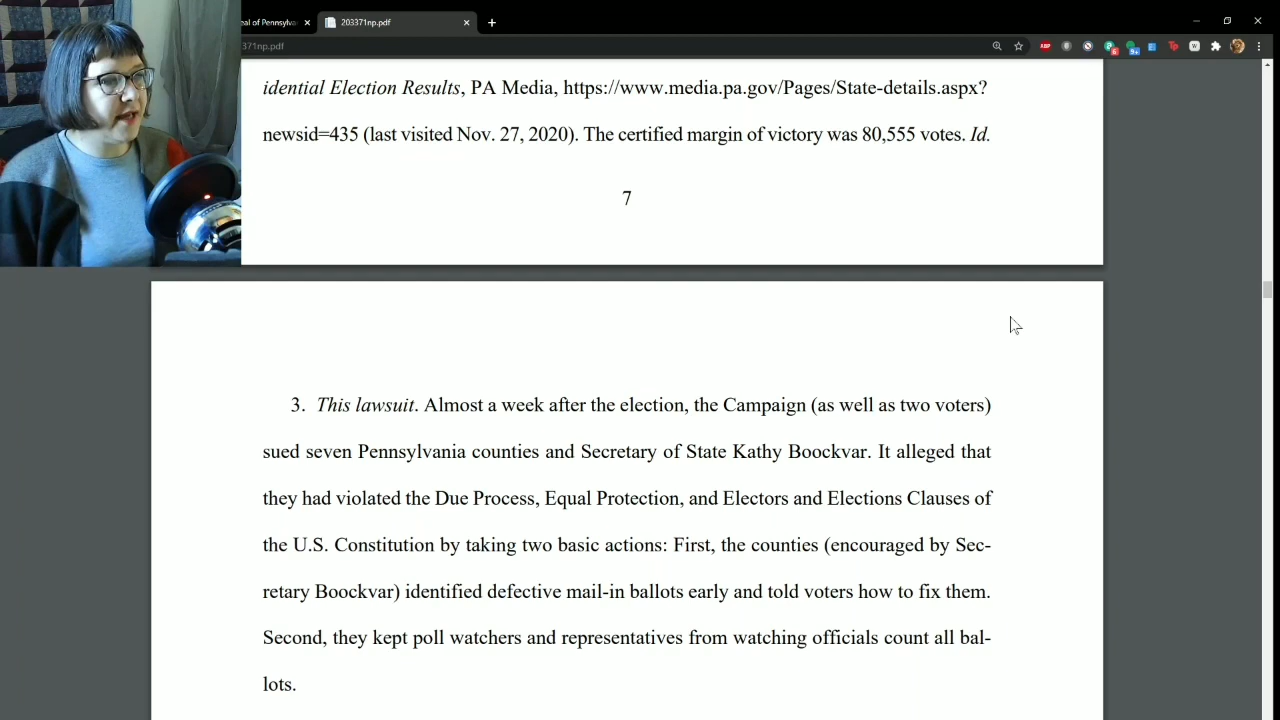 eal of Pennsylva
203371np.pdf
371np.pdf
idential Election Results, PA Media, https://www.media.pa.gov/Pages/State-details.aspx?
newsid=435 (last visited Nov. 27, 2020). The certified margin of victory was 80,555 votes. Id.
7
3. This lawsuit. Almost a week after the election, the Campaign (as well as two voters)
sued seven Pennsylvania counties and Secretary of State Kathy Boockvar. It alleged that
they had violated the Due Process, Equal Protection, and Electors and Elections Clauses of
the U.S. Constitution by taking two basic actions: First, the counties (encouraged by Sec-
retary Boockvar) identified defective mail-in ballots early and told voters how to fix them.
Second, they kept poll watchers and representatives from watching officials count all bal-
lots.